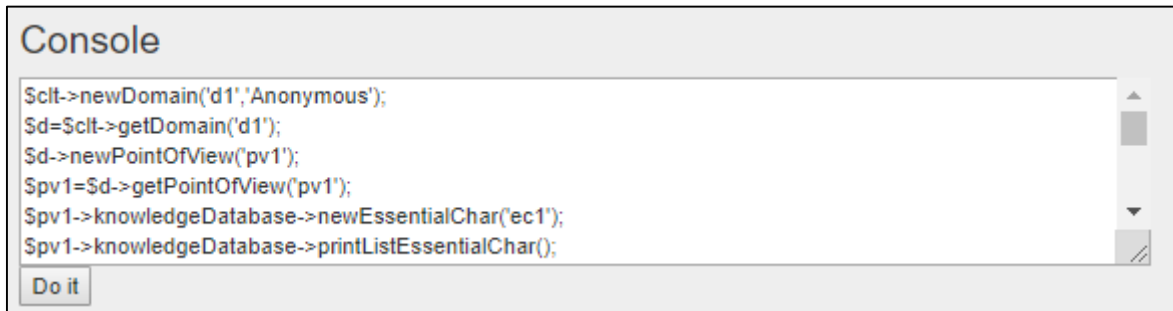 Console
$clt->newDomain('d1','Anonymous');
$d=$clt->getDomain('d1');
$d->newPointOfView('pv1');
$pv1=$d->getPointOfView('pv1');
$pv1->knowledgeDatabase->newEssentialChar('ec1');
$pv1->knowledgeDatabase->printListEssentialChar();
Do it